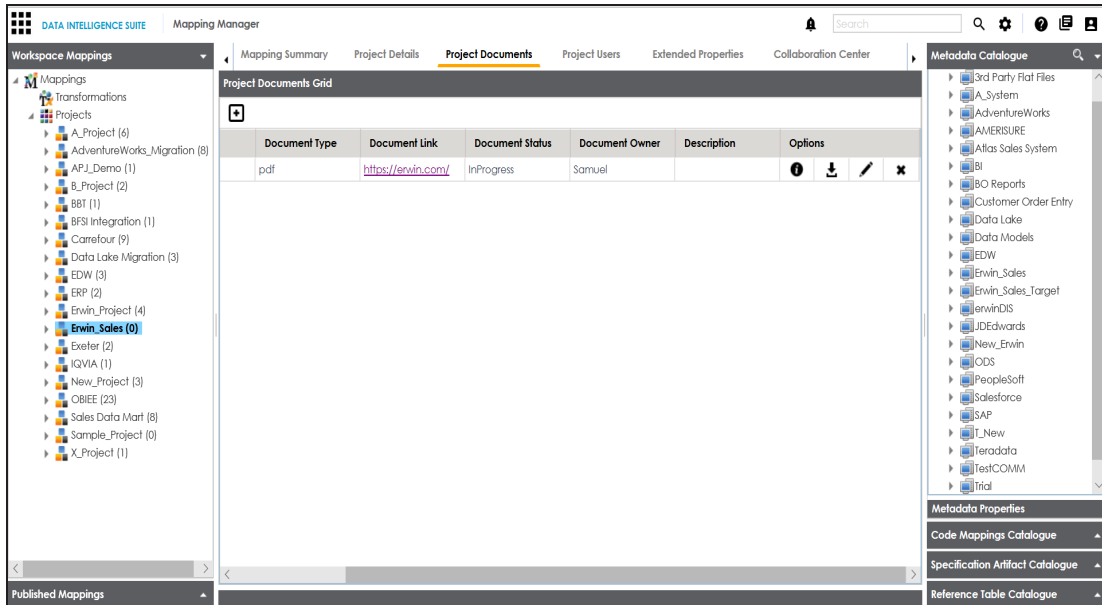 DATA INTELLIGENCE SUITE Mapping Manager Search
Workspace Mappings
Mappings
Transformations
Projects
A_Project (6)
AdventureWorks_Migration (8)
APJ_Demo (1)
B_Project (2)
BBT (1)
BFSI Integration (1)
Carrefour (9)
Data Lake Migration (3)
EDW (3)
ERP (2)
Erwin_Project (4)
Erwin_Sales (0)
Exeter (2)
IQVIA (1)
New_Project (3)
OBIEE (23)
Sales Data Mart (8)
Sample_Project (0)
X_Project (1)
Published Mappings
Mapping Summary Project Details Project Documents Project Users Extended Properties Collaboration Center
Project Documents Grid
Document Type Document Link Document Status Document Owner Description Options
pdf https://erwin.com/ InProgress Samuel
Metadata Catalogue
3rd Party Flat Files
A_System
AdventureWorks
AMERISURE
Atlas Sales System
BI
BO Reports
Customer Order Entry
Data Lake
Data Models
EDW
Erwin_Sales
Erwin_Sales_Target
erwinDIS
JDEdwards
New_Erwin
ODS
PeopleSoft
Salesforce
SAP
T_New
Teradata
TestCOMM
Trial
Metadata Properties
Code Mappings Catalogue
Specification Artifact Catalogue
Reference Table Catalogue